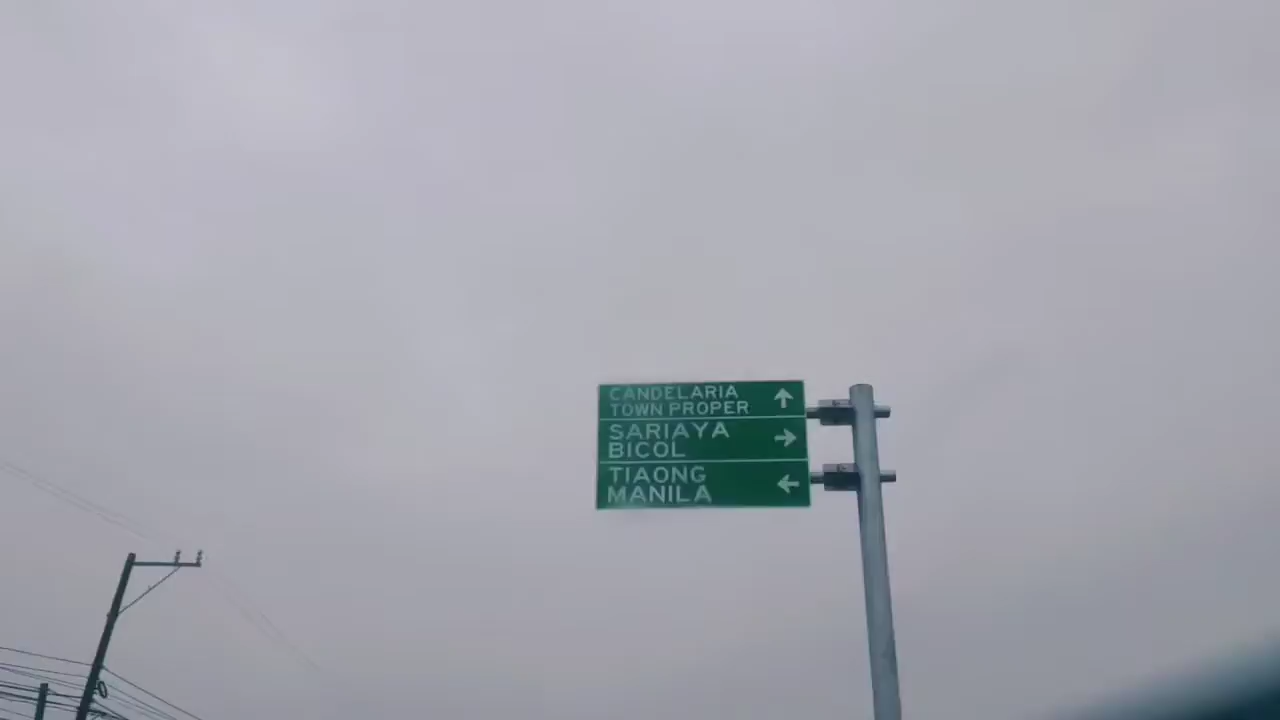 CANDELARIA
TOWN PROPER
SARIAYA
BICOL
TIAONG
MANILA